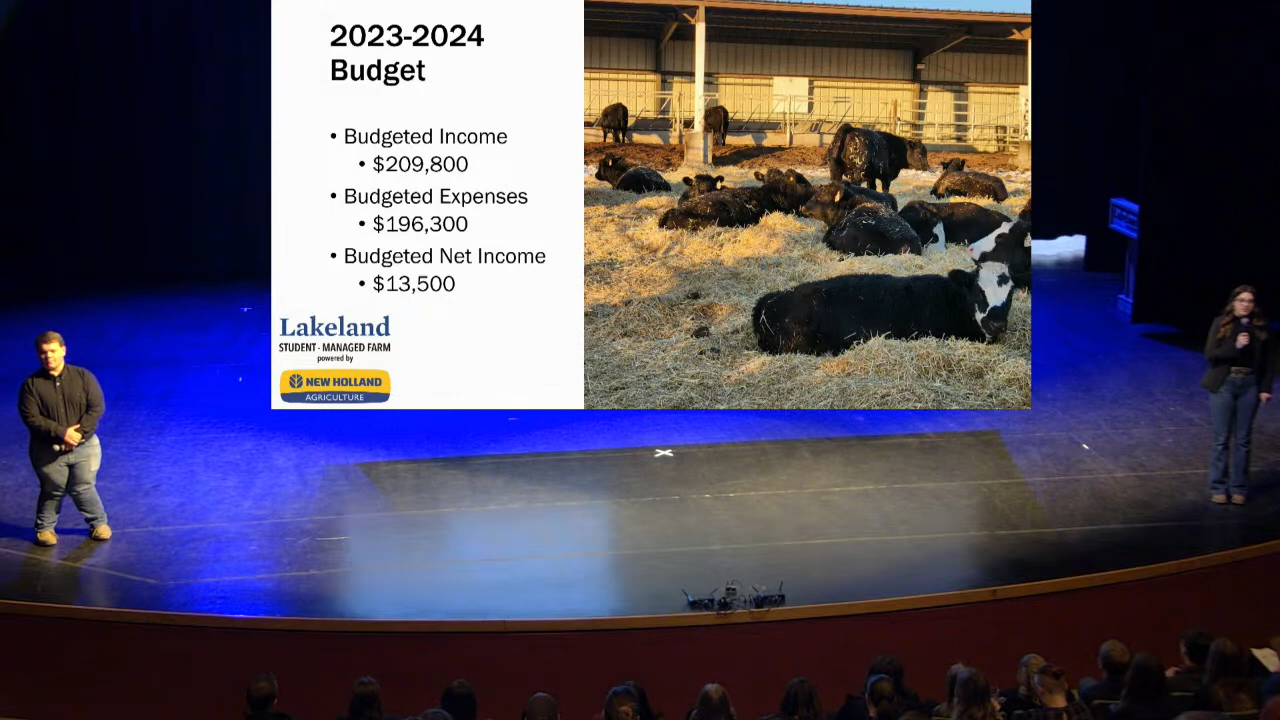 2023-2024
Budget
• Budgeted Income
• $209,800
• Budgeted Expenses
• $196,300
• Budgeted Net Income
• $13,500
Lakeland
STUDENT-MANAGED FARM
powered by
NEW HOLLAND
AGRICULTURE